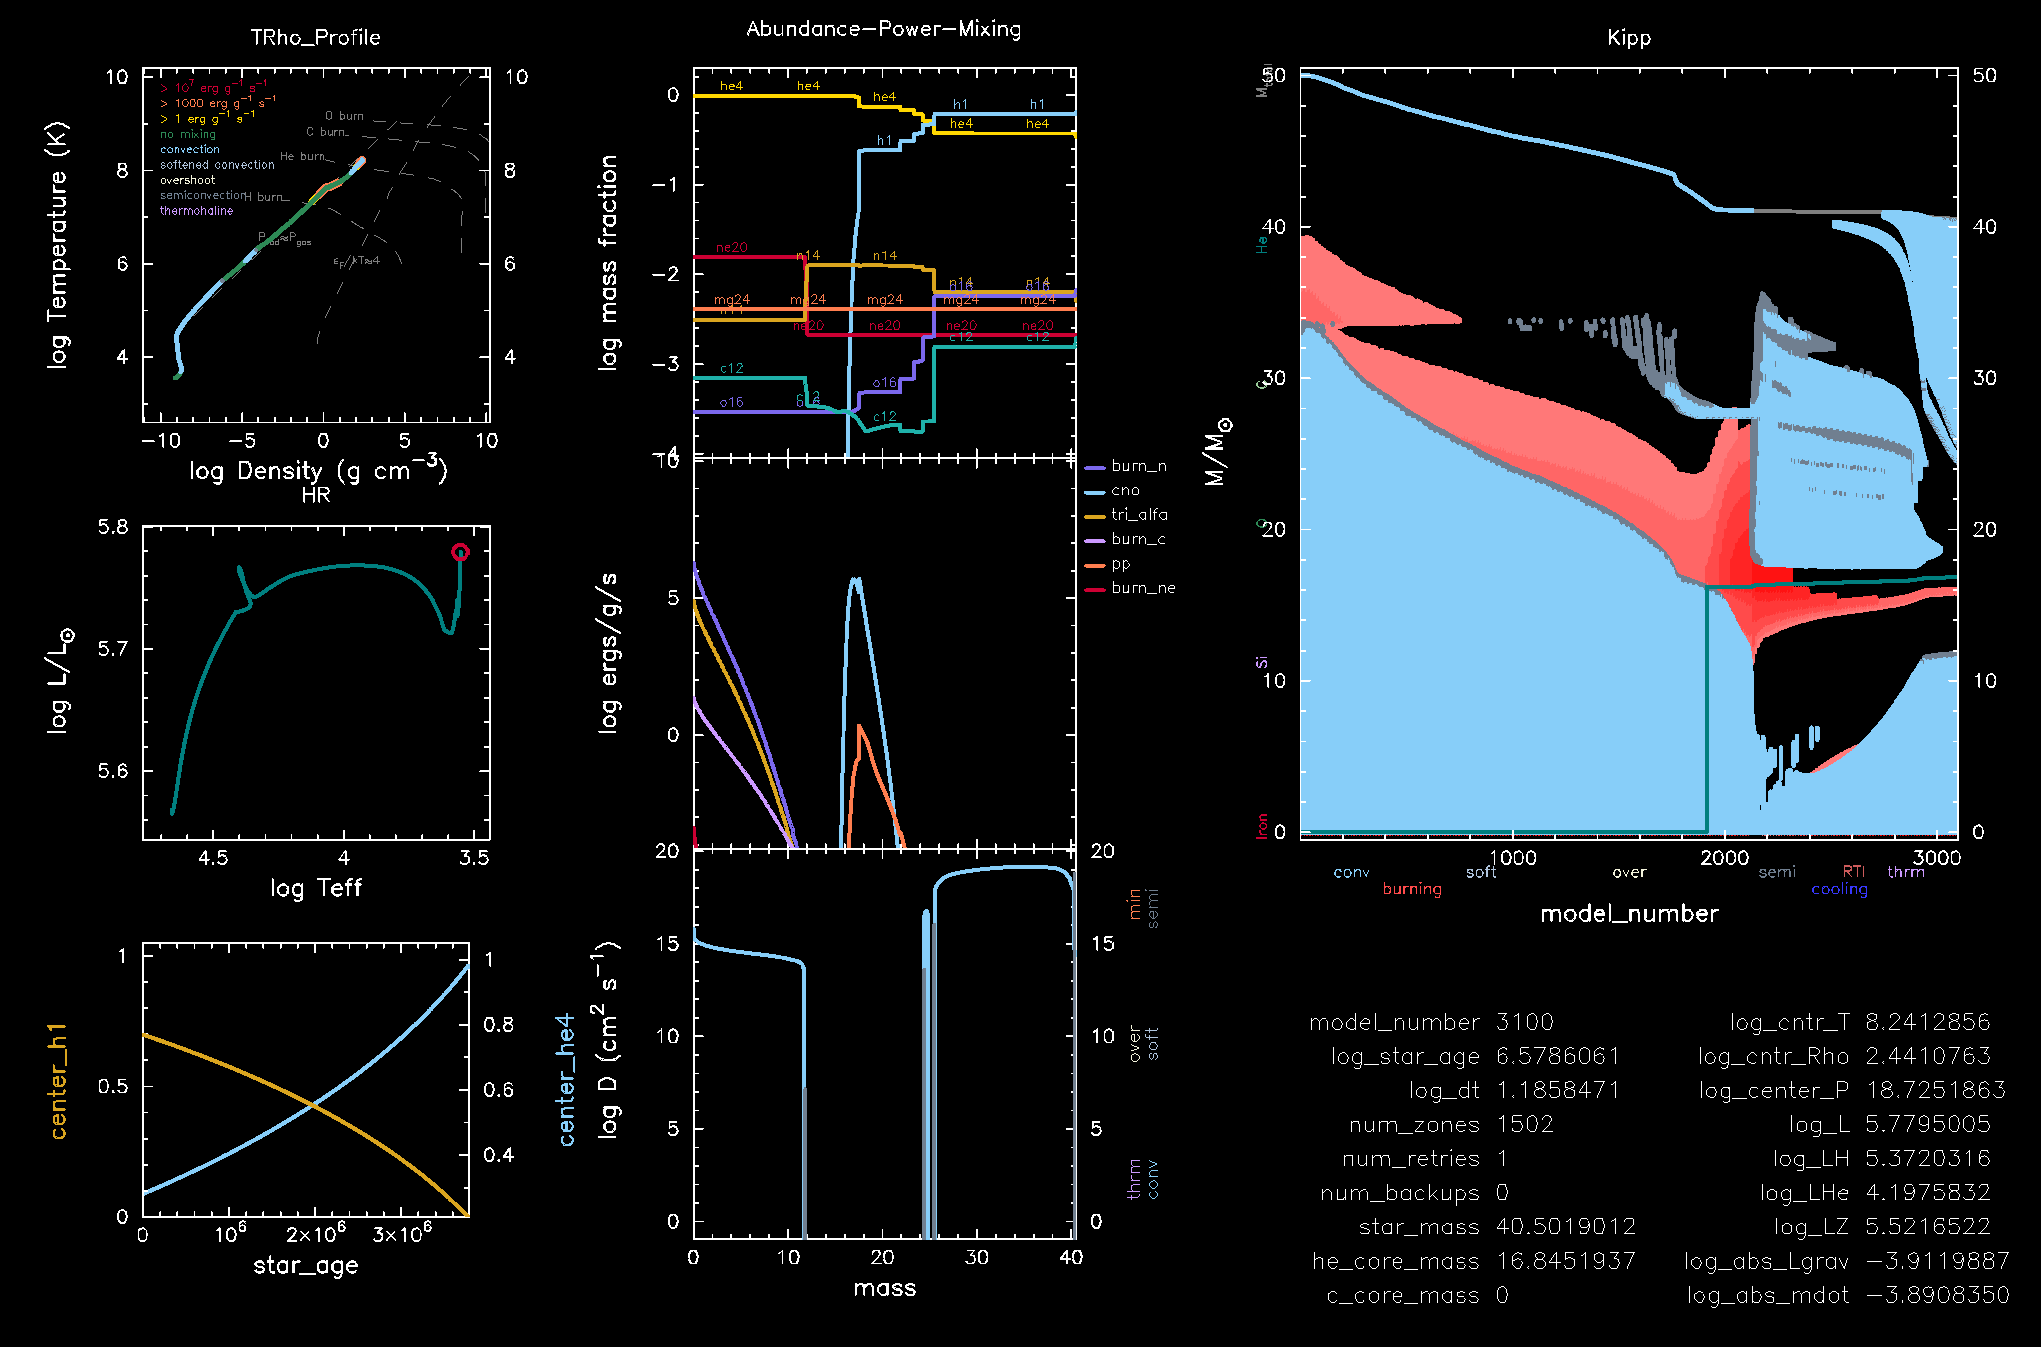 TRho_Profile
10
8
6
4
10
8
6
4
> 10⁷ erg g⁻¹ s⁻¹
> 1000 erg g⁻¹ s⁻¹
> 1 erg g⁻¹ s⁻¹
no mixing
convection
softened convection
overshoot
semiconvection
thermohaline
O burn
C burn
He burn
H burn
log Temperature (K)
−10 −5 0 5 10
log Density (g cm⁻³)
HR
5.8
5.7
5.6
log L/L☉
4.5 4 3.5
log Teff
1
0.5
0
1
0.8
0.6
0.4
center_h1
center_he4
0 10⁶ 2×10⁶ 3×10⁶
star_age
Abundance−Power−Mixing
0
−1
−2
−3
−4
log mass fraction
he4 he4 he4 h1 h1
he4 he4
h1
ne20 n14 n14 n14 n14
mg24 mg24 mg24 mg24 mg24
ne20 ne20 ne20 ne20
c12 c12 c12
o16 o16
c12
10
5
0
log ergs/g/s
burn_n
cno
tri_alfa
burn_c
pp
burn_ne
20
15
10
5
0
20
15
10
5
0
log D (cm² s⁻¹)
min
semi
over
soft
thrm
conv
0 10 20 30 40
mass
Kipp
50
40
30
20
10
0
50
40
30
20
10
0
He
O
Si
Iron
M/M☉
1000 2000 3000
conv soft over semi RTI thrm
burning cooling
model_number
model_number 3100 log_cntr_T 8.2412856
log_star_age 6.5786061 log_cntr_Rho 2.4410763
log_dt 1.1858471 log_center_P 18.7251863
num_zones 1502 log_L 5.7795005
num_retries 1 log_LH 5.3720316
num_backups 0 log_LHe 4.1975832
star_mass 40.5019012 log_LZ 5.5216522
he_core_mass 16.8451937 log_abs_Lgrav −3.9119887
c_core_mass 0 log_abs_mdot −3.8908350